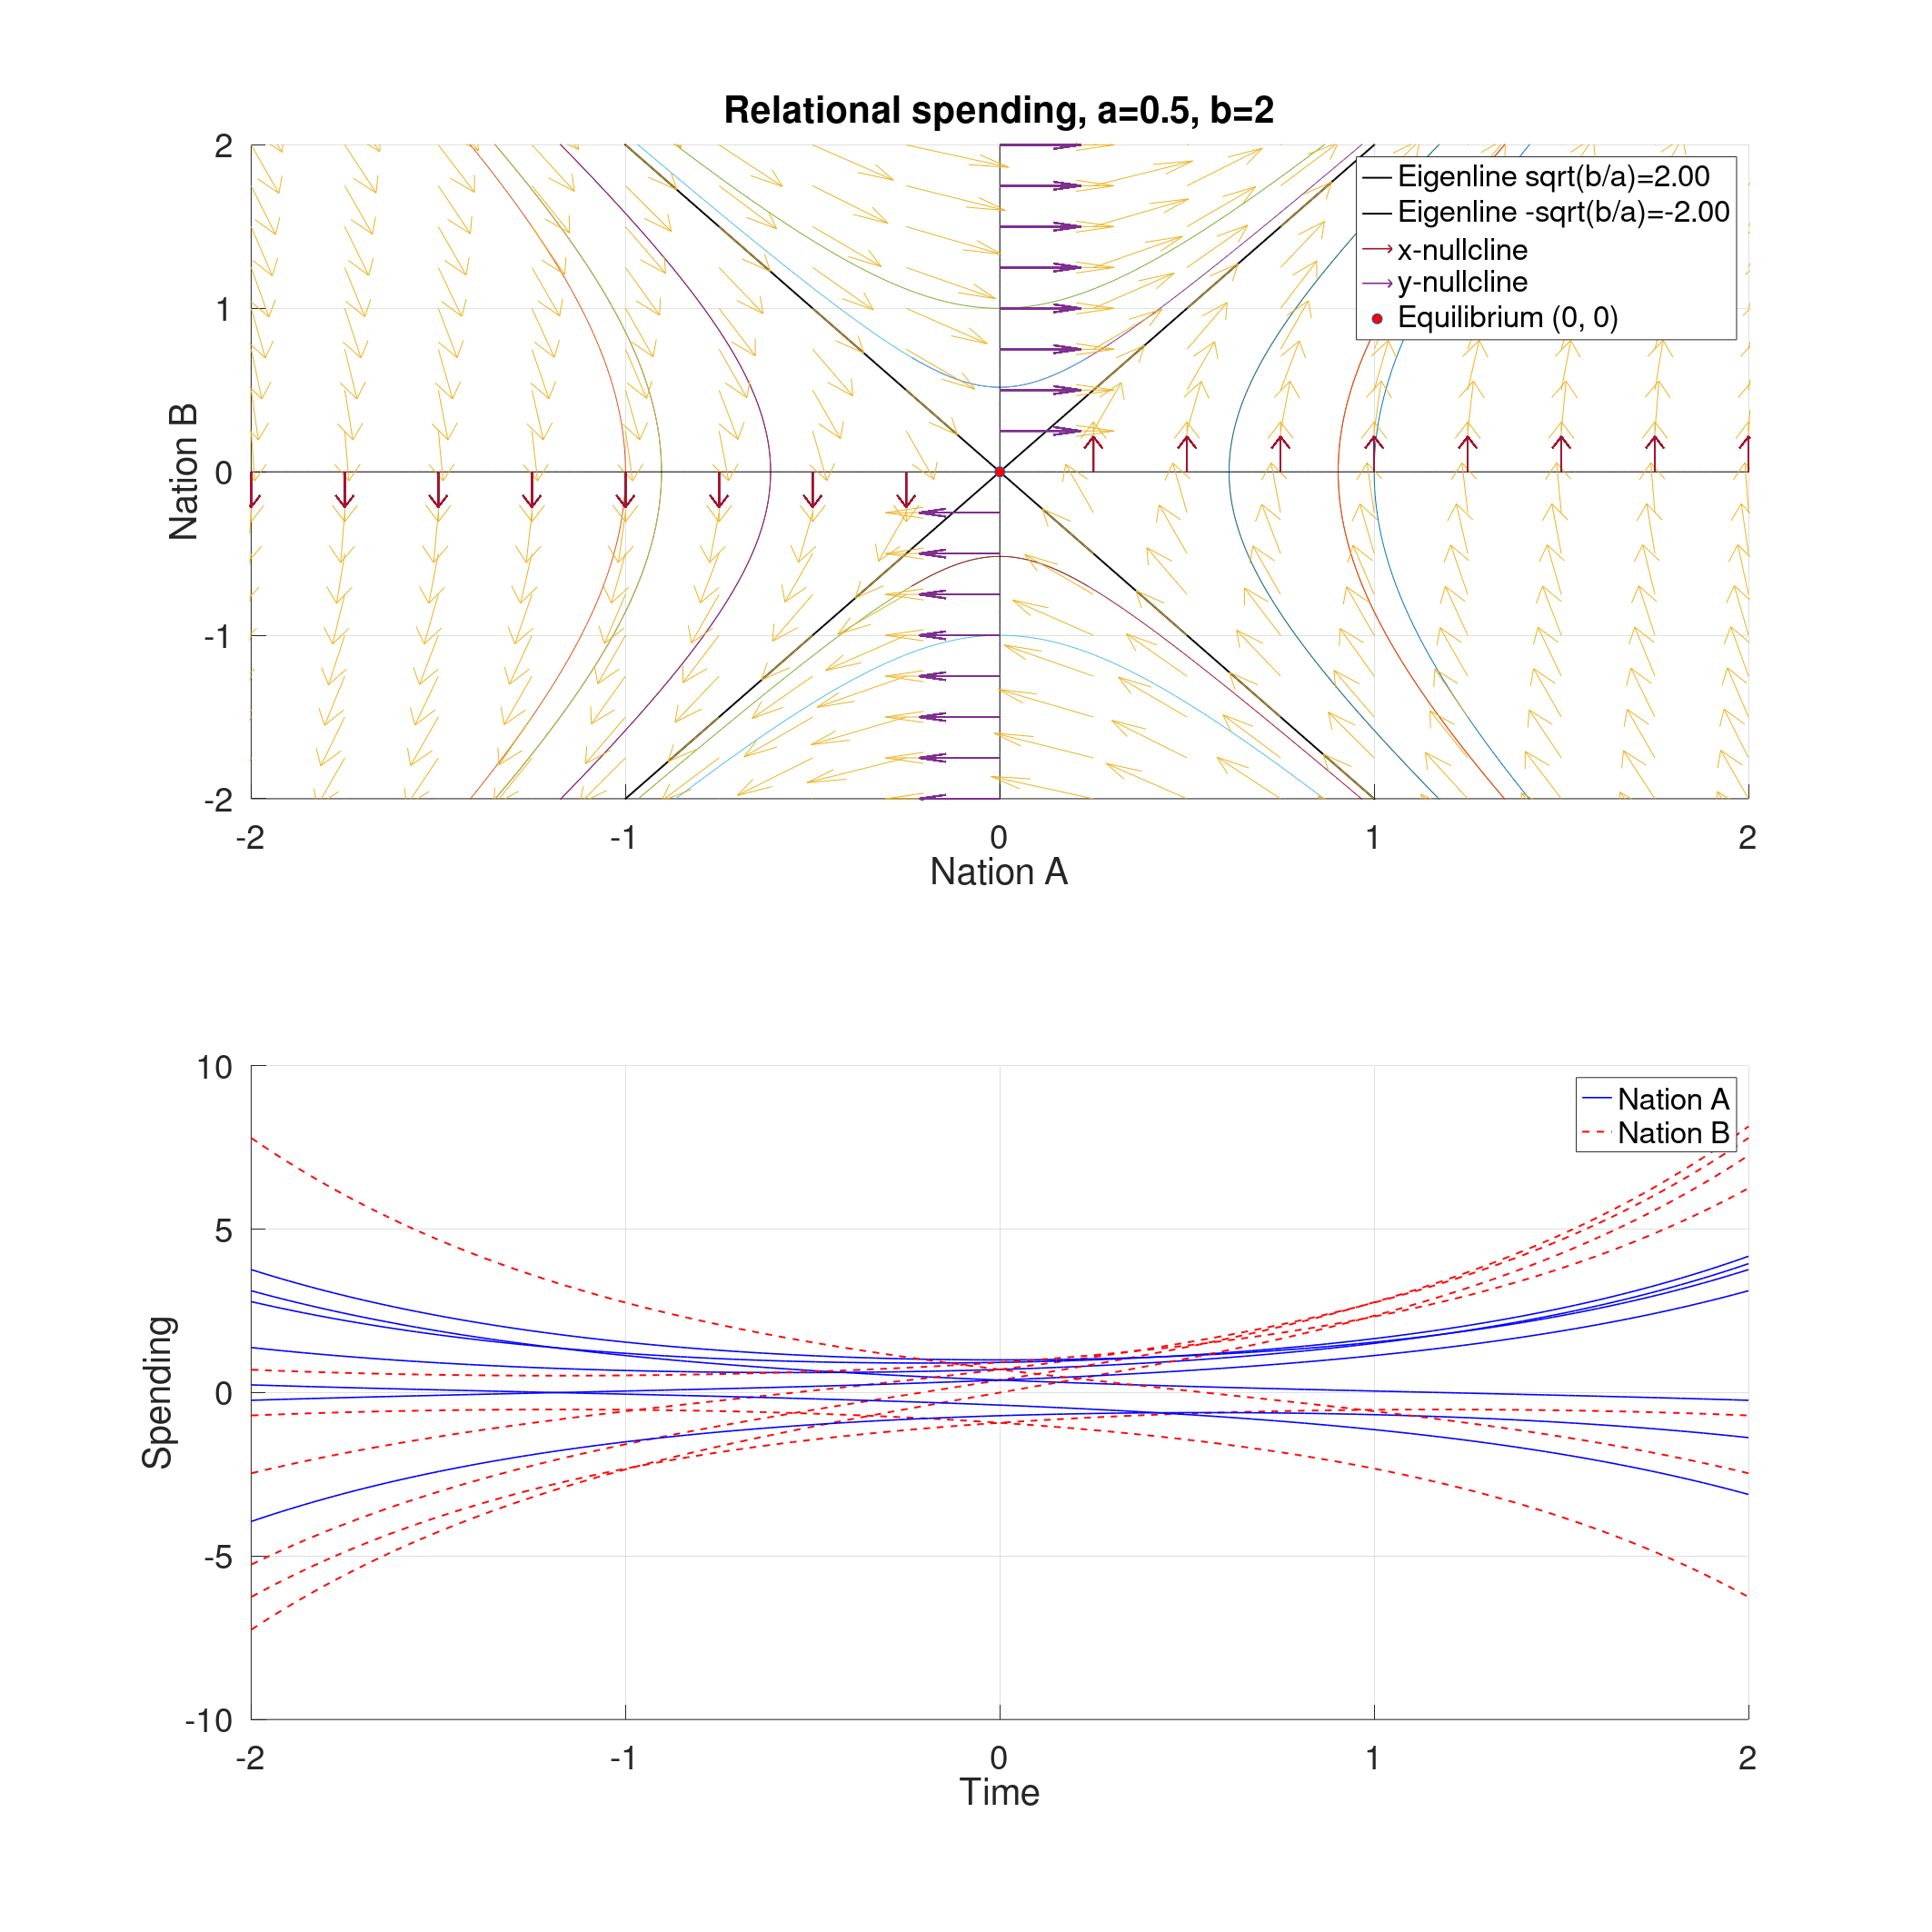 Relational spending, a=0.5, b=2
2
1
0
-1
-2
Nation B
Eigenline sqrt(b/a)=2.00
Eigenline -sqrt(b/a)=-2.00
x-nullcline
y-nullcline
Equilibrium (0, 0)
-2 -1 0 1 2
Nation A
10
5
0
-5
-10
Spending
Nation A
Nation B
-2 -1 0 1 2
Time